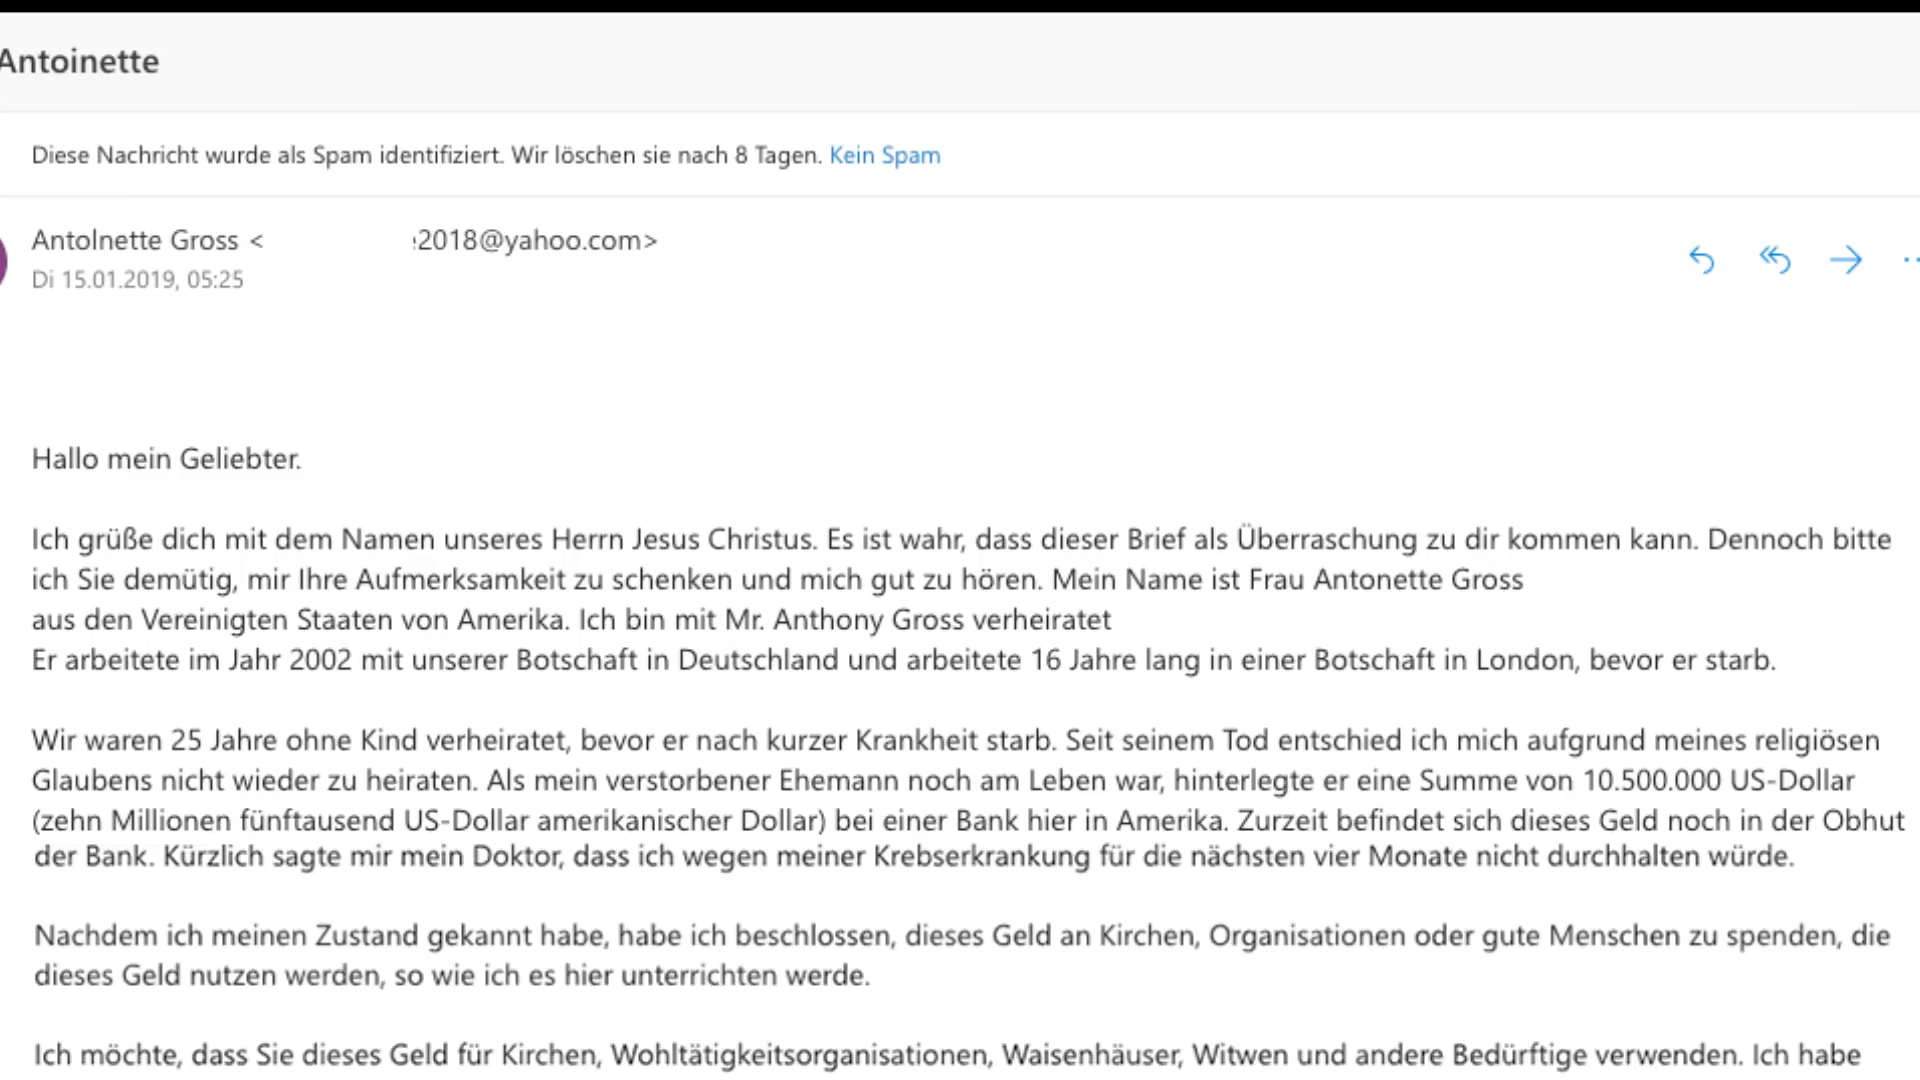 Antoinette
Diese Nachricht wurde als Spam identifiziert. Wir löschen sie nach 8 Tagen. Kein Spam
Antolnette Gross < 2018@yahoo.com>
Di 15.01.2019, 05:25
Hallo mein Geliebter.
Ich grüße dich mit dem Namen unseres Herrn Jesus Christus. Es ist wahr, dass dieser Brief als Überraschung zu dir kommen kann. Dennoch bitte
ich Sie demütig, mir Ihre Aufmerksamkeit zu schenken und mich gut zu hören. Mein Name ist Frau Antonette Gross
aus den Vereinigten Staaten von Amerika. Ich bin mit Mr. Anthony Gross verheiratet
Er arbeitete im Jahr 2002 mit unserer Botschaft in Deutschland und arbeitete 16 Jahre lang in einer Botschaft in London, bevor er starb.
Wir waren 25 Jahre ohne Kind verheiratet, bevor er nach kurzer Krankheit starb. Seit seinem Tod entschied ich mich aufgrund meines religiösen
Glaubens nicht wieder zu heiraten. Als mein verstorbener Ehemann noch am Leben war, hinterlegte er eine Summe von 10.500.000 US-Dollar
(zehn Millionen fünftausend US-Dollar amerikanischer Dollar) bei einer Bank hier in Amerika. Zurzeit befindet sich dieses Geld noch in der Obhut
der Bank. Kürzlich sagte mir mein Doktor, dass ich wegen meiner Krebserkrankung für die nächsten vier Monate nicht durchhalten würde.
Nachdem ich meinen Zustand gekannt habe, habe ich beschlossen, dieses Geld an Kirchen, Organisationen oder gute Menschen zu spenden, die
dieses Geld nutzen werden, so wie ich es hier unterrichten werde.
Ich möchte, dass Sie dieses Geld für Kirchen, Wohltätigkeitsorganisationen, Waisenhäuser, Witwen und andere Bedürftige verwenden. Ich habe